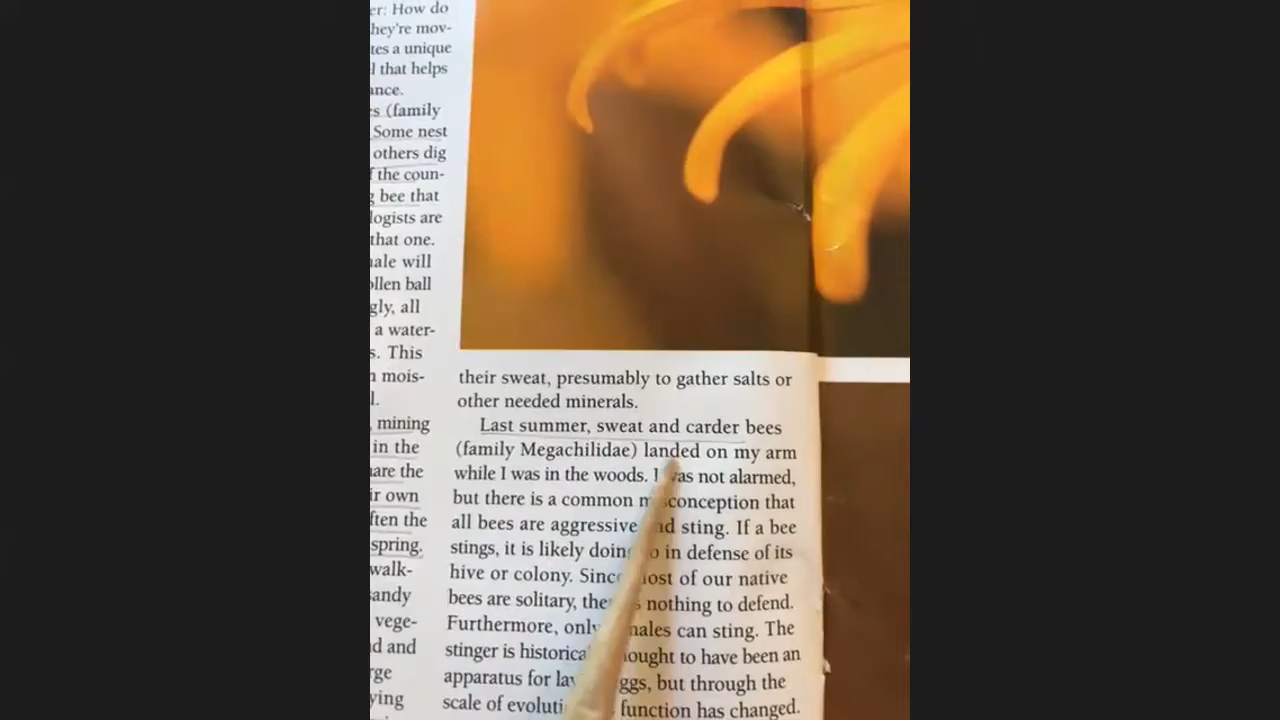 er: How do
hey're mov-
tes a unique
l that helps
ance.
s (family
Some nest
others dig
f the coun-
g bee that
logists are
that one.
ale will
ollen ball
gly, all
a water-
s. This
n mois-
l.
, mining
in the
are the
ir own
ften the
spring,
walk-
andy
vege-
d and
rge
ying
their sweat, presumably to gather salts or
other needed minerals.
Last summer, sweat and carder bees
(family Megachilidae) landed on my arm
while I was in the woods. I was not alarmed,
but there is a common misconception that
all bees are aggressive and sting. If a bee
stings, it is likely doing so in defense of its
hive or colony. Since most of our native
bees are solitary, there is nothing to defend.
Furthermore, only females can sting. The
stinger is historically thought to have been an
apparatus for laying eggs, but through the
scale of evolution function has changed.